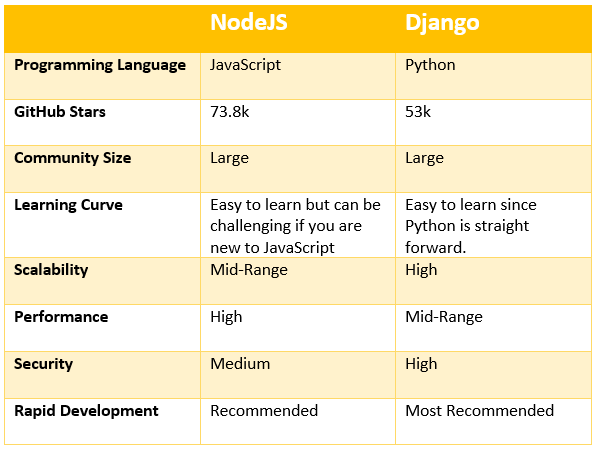 NodeJS Django
Programming Language JavaScript Python
GitHub Stars 73.8k 53k
Community Size Large Large
Learning Curve Easy to learn but can be Easy to learn since
challenging if you are Python is straight
new to JavaScript forward.
Scalability Mid-Range High
Performance High Mid-Range
Security Medium High
Rapid Development Recommended Most Recommended